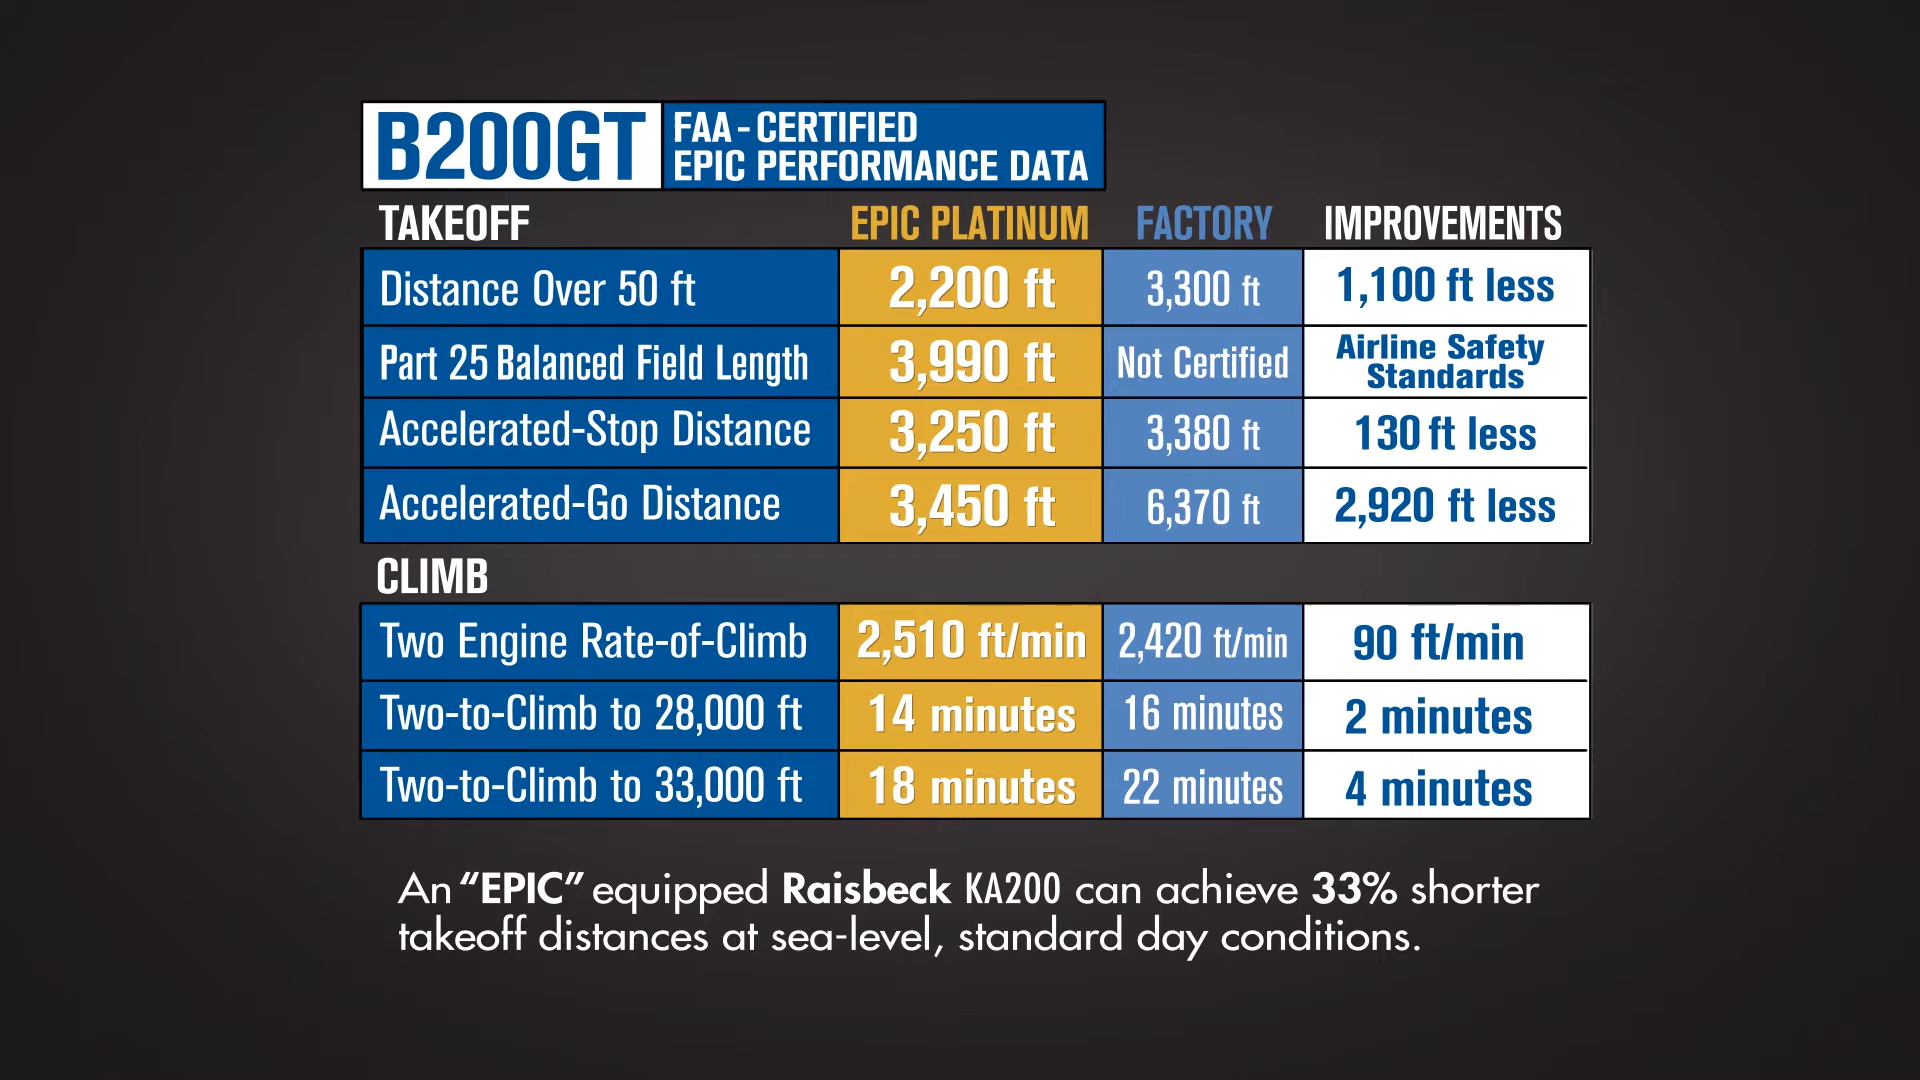 B200GT
FAA-CERTIFIED
EPIC PERFORMANCE DATA
TAKEOFF EPIC PLATINUM FACTORY IMPROVEMENTS
Distance Over 50 ft 2,200 ft 3,300 ft 1,100 ft less
Part 25 Balanced Field Length 3,990 ft Not Certified Airline Safety
Standards
Accelerated-Stop Distance 3,250 ft 3,380 ft 130 ft less
Accelerated-Go Distance 3,450 ft 6,370 ft 2,920 ft less
CLIMB
Two Engine Rate-of-Climb 2,510 ft/min 2,420 ft/min 90 ft/min
Two-to-Climb to 28,000 ft 14 minutes 16 minutes 2 minutes
Two-to-Climb to 33,000 ft 18 minutes 22 minutes 4 minutes
An “EPIC” equipped Raisbeck KA200 can achieve 33% shorter
takeoff distances at sea-level, standard day conditions.